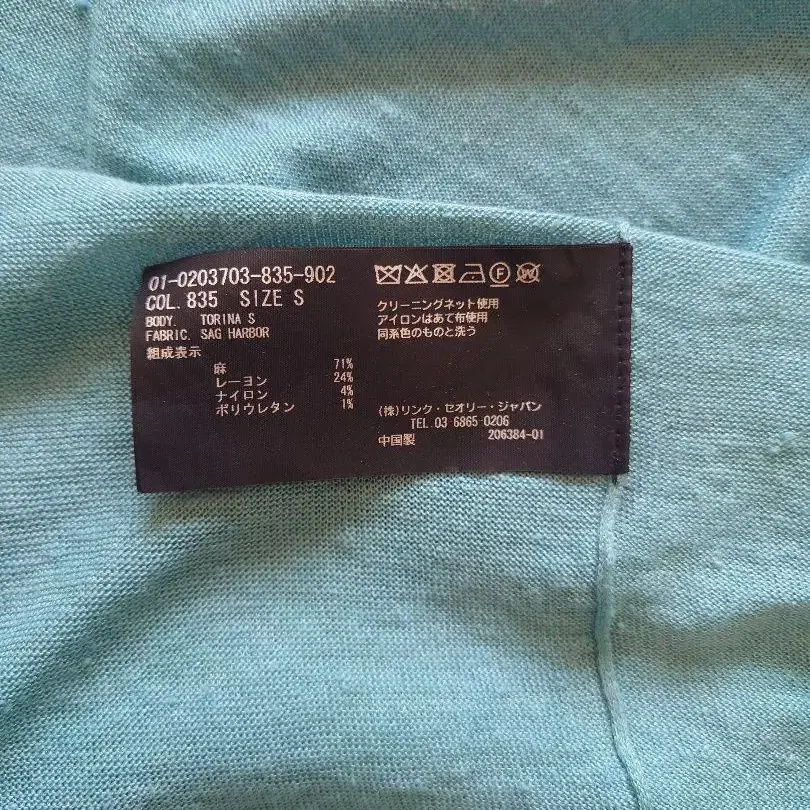 01-0203703-835-902
COL. 835 SIZE S
BODY. TORINA S
FABRIC. SAG HARBOR
組成表示
麻 71%
レーヨン 24%
ナイロン 4%
ポリウレタン 1%
クリーニングネット使用
アイロンはあて布使用
同系色のものと洗う
(株)リンク・セオリー・ジャパン
TEL.03-6865-0206
中国製 206384-01